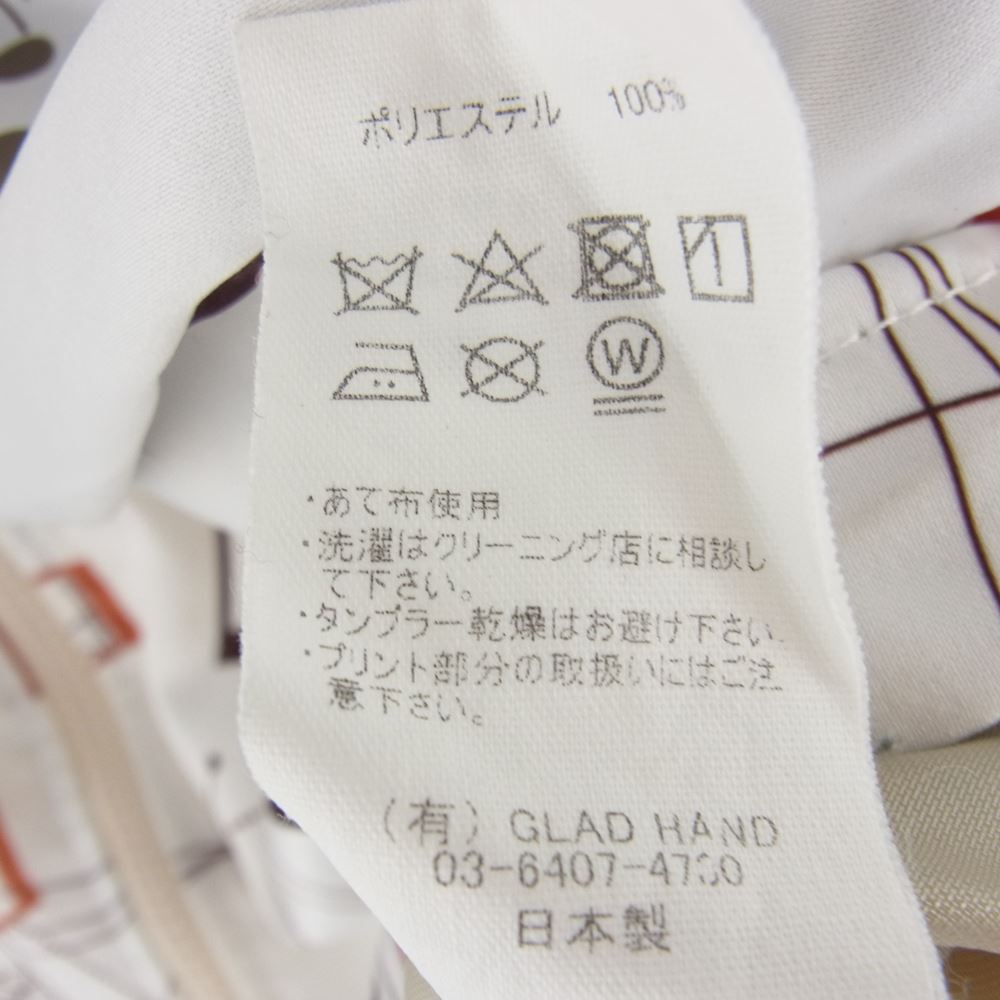 ポリエステル 100%
W
・あて布使用
・洗濯はクリーニング店に相談し
て下さい。
・タンブラー乾燥はお避け下さい。
・プリント部分の取扱いにはご注
意下さい。
(有) GLAD HAND
日本製